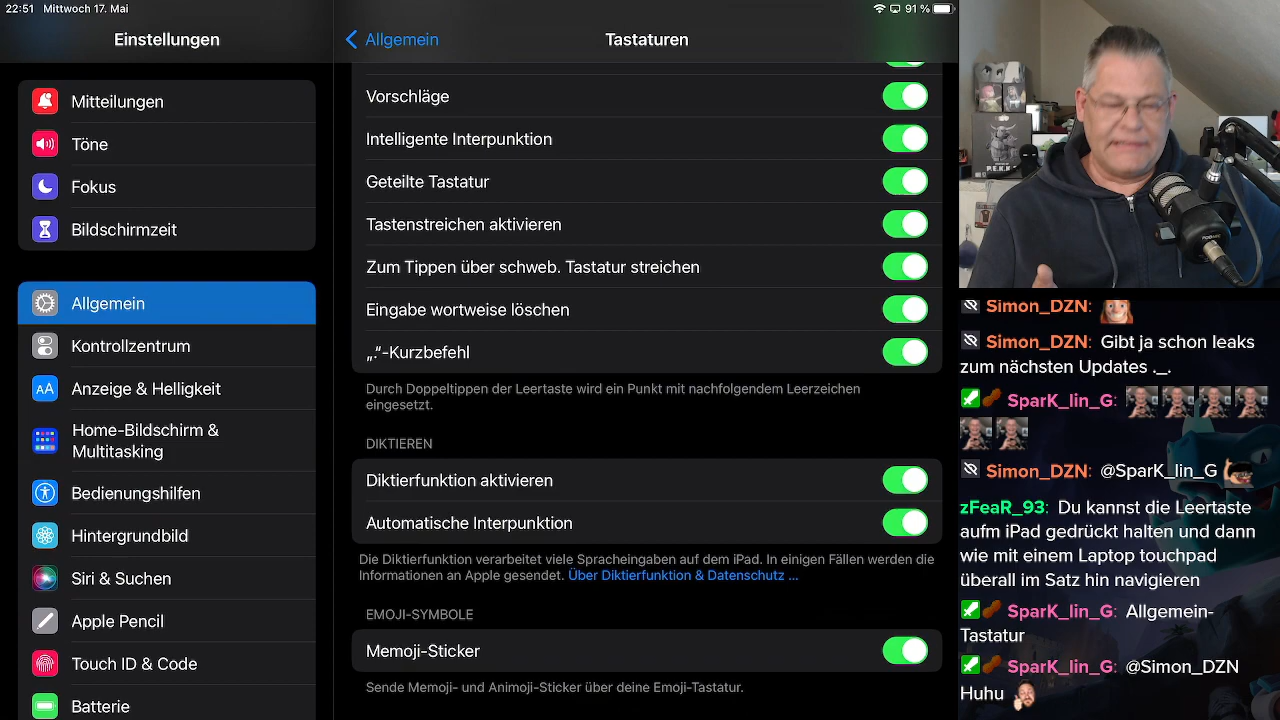 22:51 Mittwoch 17. Mai
91 %
Einstellungen
Mitteilungen
Töne
Fokus
Bildschirmzeit
Allgemein
Kontrollzentrum
Anzeige & Helligkeit
Home-Bildschirm &
Multitasking
Bedienungshilfen
Hintergrundbild
Siri & Suchen
Apple Pencil
Touch ID & Code
Batterie
Allgemein
Tastaturen
Vorschläge
Intelligente Interpunktion
Geteilte Tastatur
Tastenstreichen aktivieren
Zum Tippen über schweb. Tastatur streichen
Eingabe wortweise löschen
„.“-Kurzbefehl
Durch Doppeltippen der Leertaste wird ein Punkt mit nachfolgendem Leerzeichen
eingesetzt.
DIKTIEREN
Diktierfunktion aktivieren
Automatische Interpunktion
Die Diktierfunktion verarbeitet viele Spracheingaben auf dem iPad. In einigen Fällen werden die
Informationen an Apple gesendet. Über Diktierfunktion & Datenschutz ...
EMOJI-SYMBOLE
Memoji-Sticker
Sende Memoji- und Animoji-Sticker über deine Emoji-Tastatur.
Simon_DZN:
Simon_DZN: Gibt ja schon leaks
zum nächsten Updates ._.
SparK_lin_G:
Simon_DZN: @SparK_lin_G
zFeaR_93: Du kannst die Leertaste
aufm iPad gedrückt halten und dann
wie mit einem Laptop touchpad
überall im Satz hin navigieren
SparK_lin_G: Allgemein-
Tastatur
SparK_lin_G: @Simon_DZN
Huhu